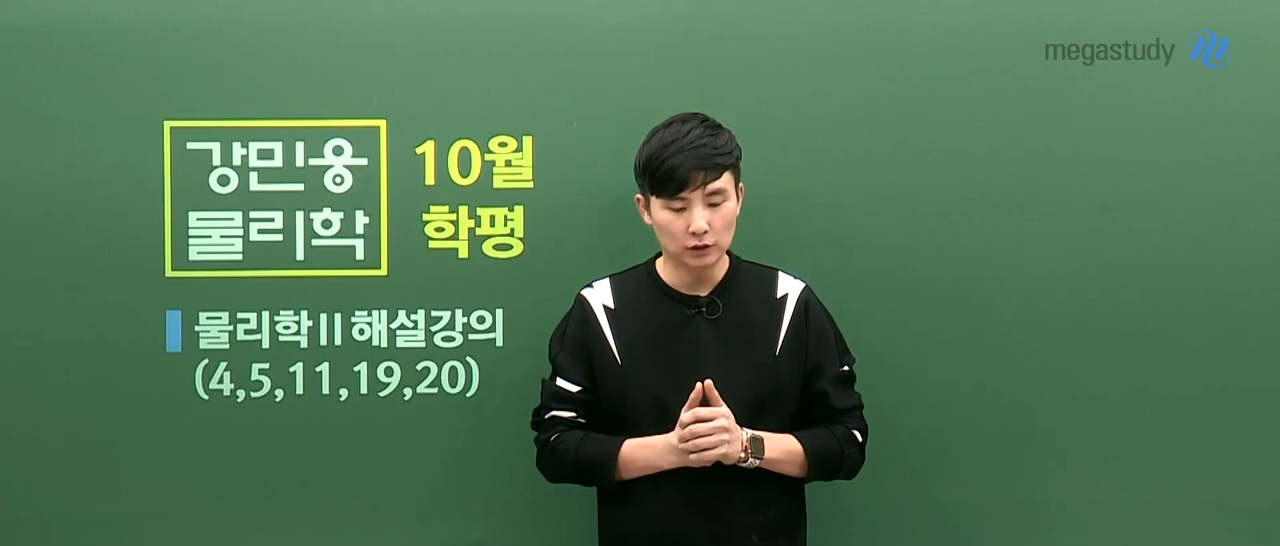 megastudy
강민웅
물리학
10월
학평
물리학II 해설강의
(4,5,11,19,20)